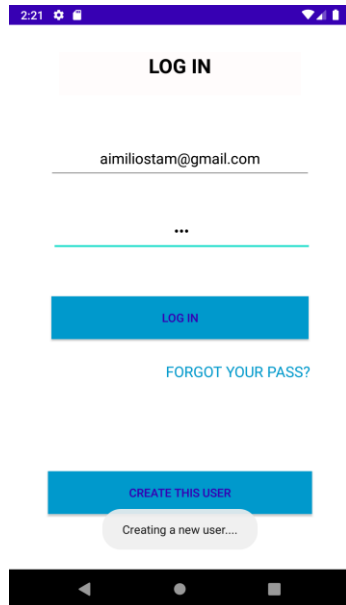 2:21
LOG IN
aimiliostam@gmail.com
•••
LOG IN
FORGOT YOUR PASS?
CREATE THIS USER
Creating a new user....